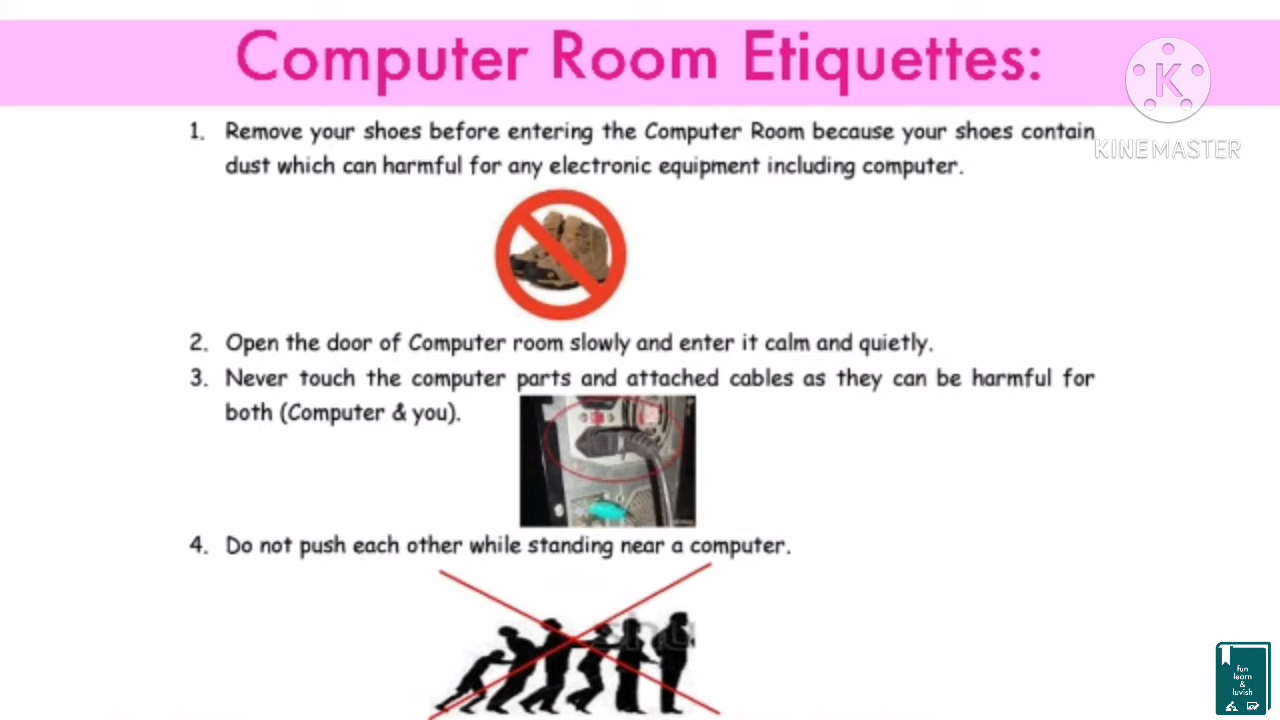 Computer Room Etiquettes:
K
KINEMASTER
1. Remove your shoes before entering the Computer Room because your shoes contain
dust which can harmful for any electronic equipment including computer.
2. Open the door of Computer room slowly and enter it calm and quietly.
3. Never touch the computer parts and attached cables as they can be harmful for
both (Computer & you).
4. Do not push each other while standing near a computer.
fun
learn
&
luvish